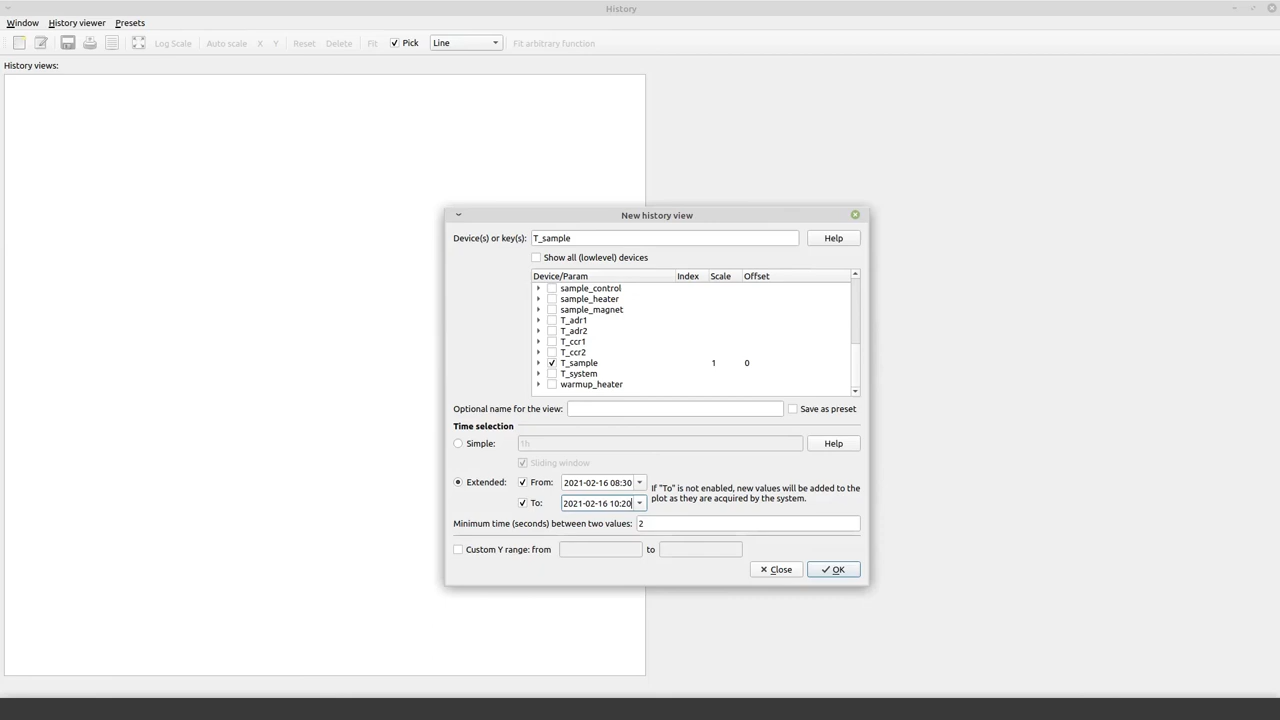 History
Window History viewer Presets
Log Scale Auto scale X Y Reset Delete Fit Pick Line Fit arbitrary function
History views:
New history view
Device(s) or key(s): T_sample Help
Show all (lowlevel) devices
Device/Param Index Scale Offset
sample_control
sample_heater
sample_magnet
T_adr1
T_adr2
T_ccr1
T_ccr2
T_sample 1 0
T_system
warmup_heater
Optional name for the view: Save as preset
Time selection
Simple: 1h Help
Sliding window
Extended: From: 2021-02-16 08:30 If "To" is not enabled, new values will be added to the
To: 2021-02-16 10:20 plot as they are acquired by the system.
Minimum time (seconds) between two values: 2
Custom Y range: from to
Close OK